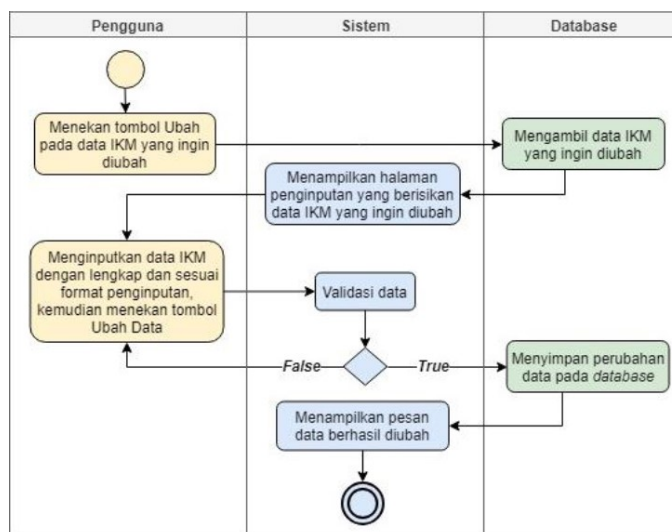 Pengguna
Sistem
Database
Menekan tombol Ubah
pada data IKM yang ingin
diubah
Mengambil data IKM
yang ingin diubah
Menampilkan halaman
penginputan yang berisikan
data IKM yang ingin diubah
Menginputkan data IKM
dengan lengkap dan sesuai
format penginputan,
kemudian menekan tombol
Ubah Data
Validasi data
False
True
Menyimpan perubahan
data pada database
Menampilkan pesan
data berhasil diubah